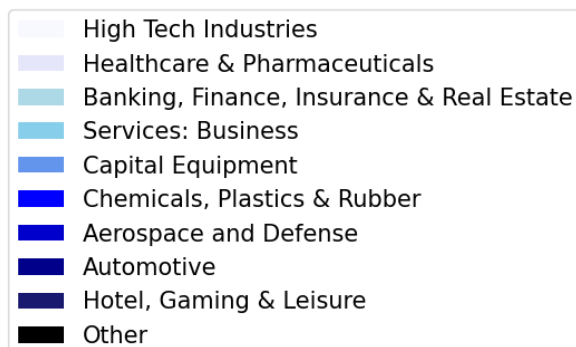 High Tech Industries
Healthcare & Pharmaceuticals
Banking, Finance, Insurance & Real Estate
Services: Business
Capital Equipment
Chemicals, Plastics & Rubber
Aerospace and Defense
Automotive
Hotel, Gaming & Leisure
Other